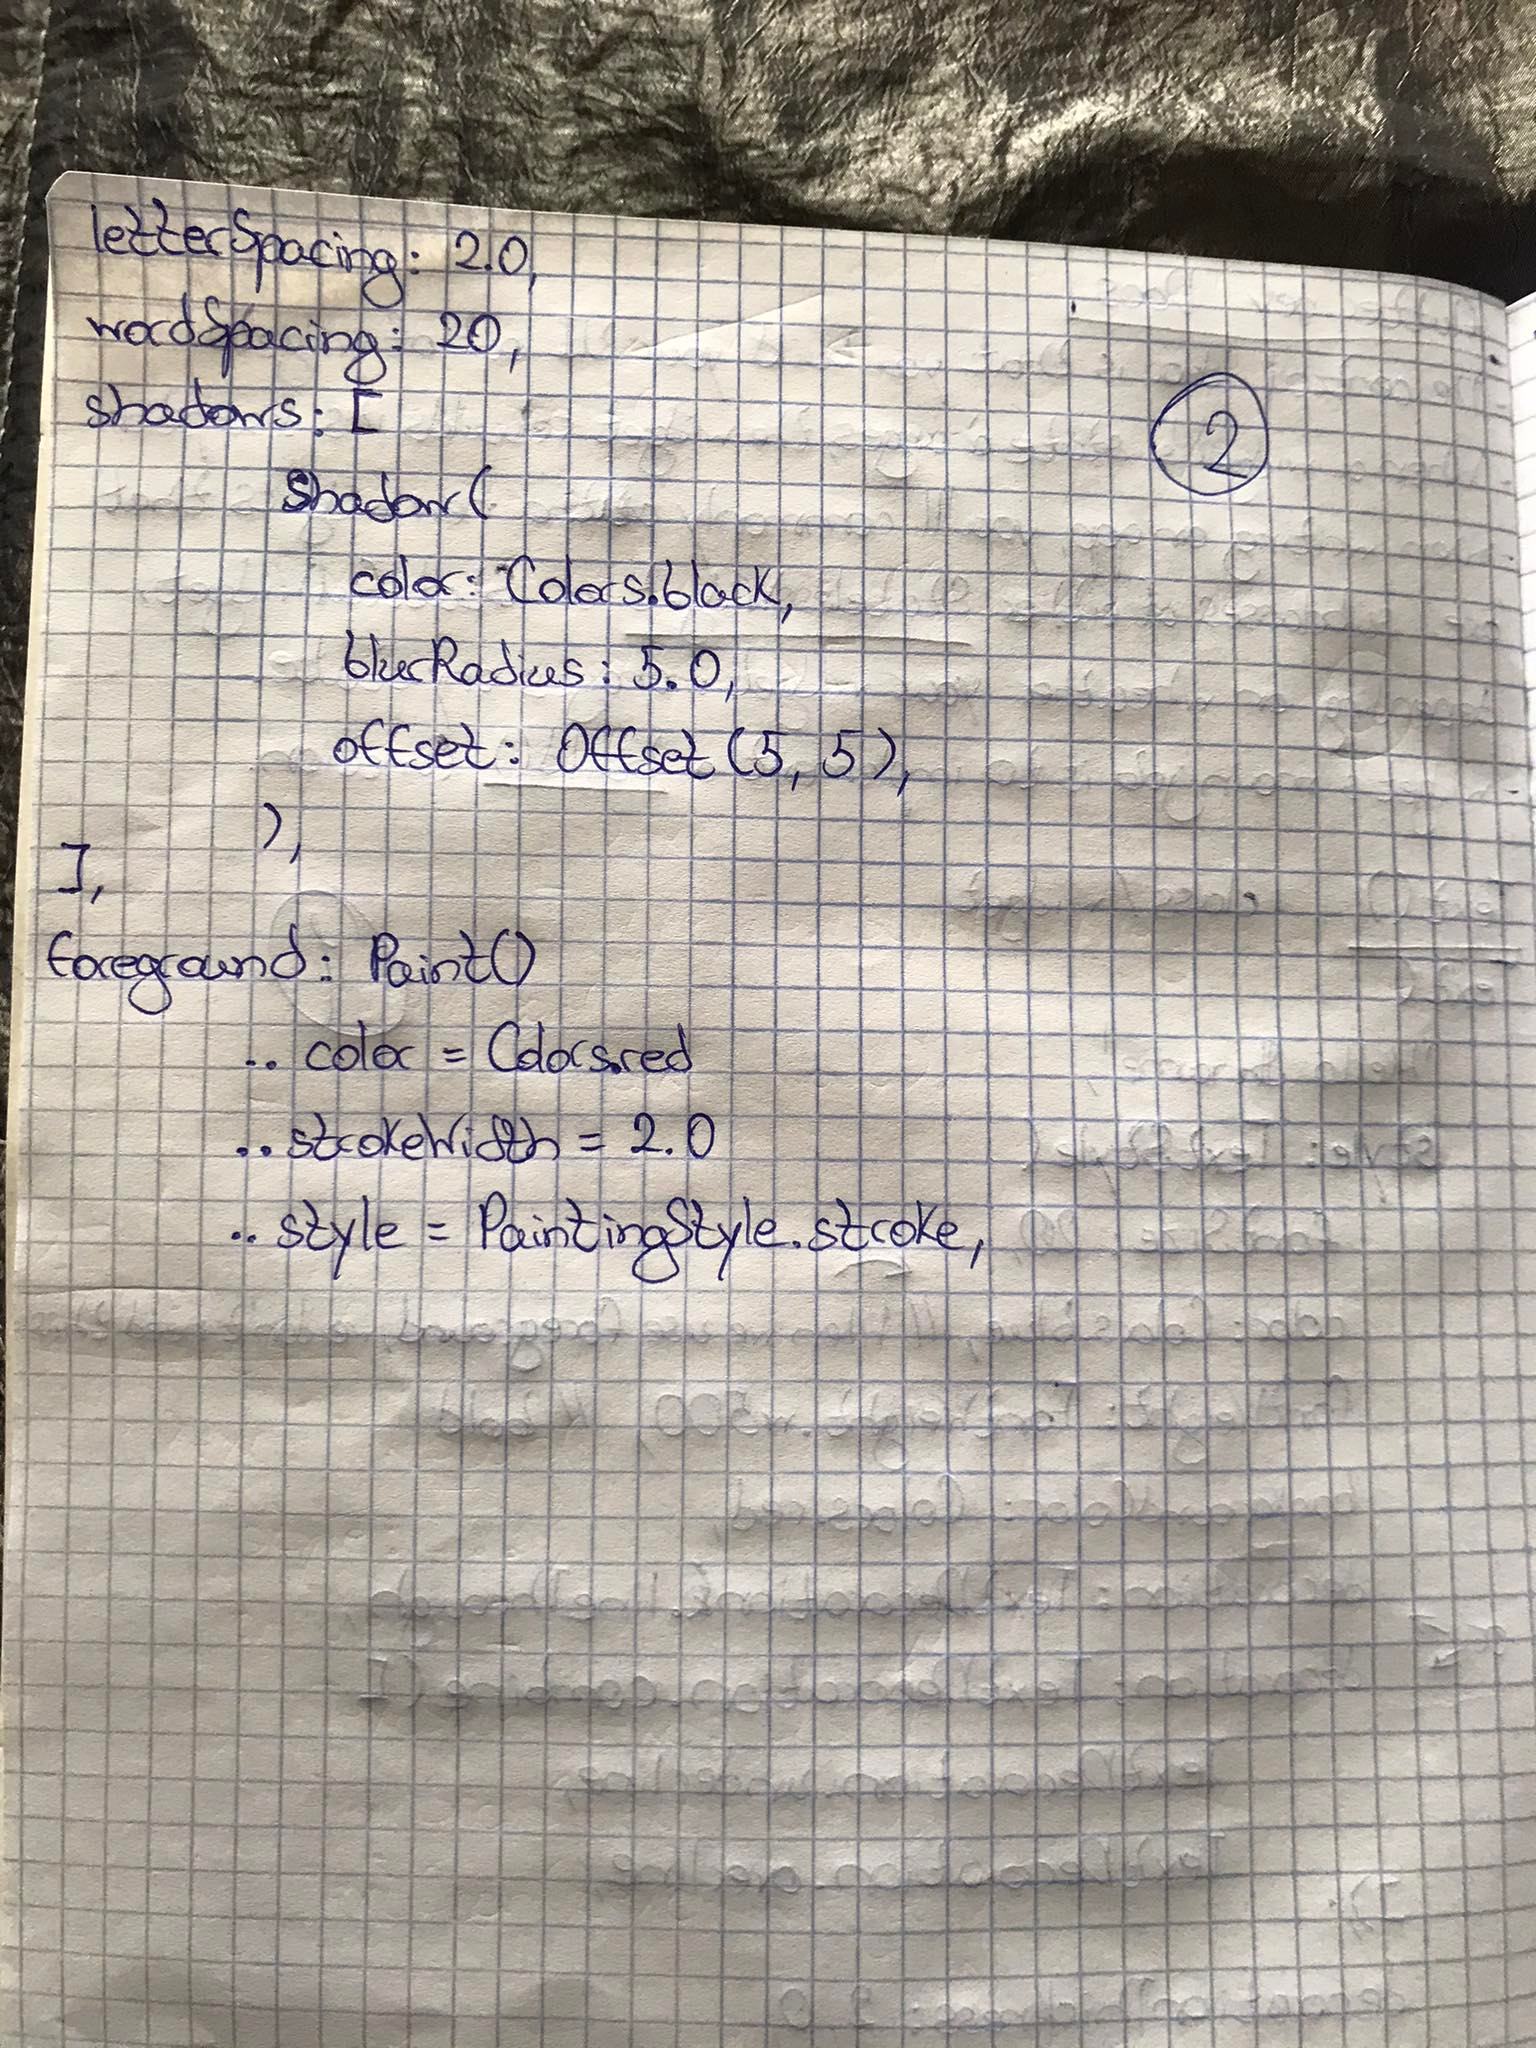 letterSpacing: 2.0,
wordSpacing: 20,
shadows: [
2
Shadow(
color: Colors.black,
blurRadius: 5.0,
offset: Offset(5, 5),
),
],
foreground: Paint()
..color = Colors.red
..strokeWidth = 2.0
..style = PaintingStyle.stroke,